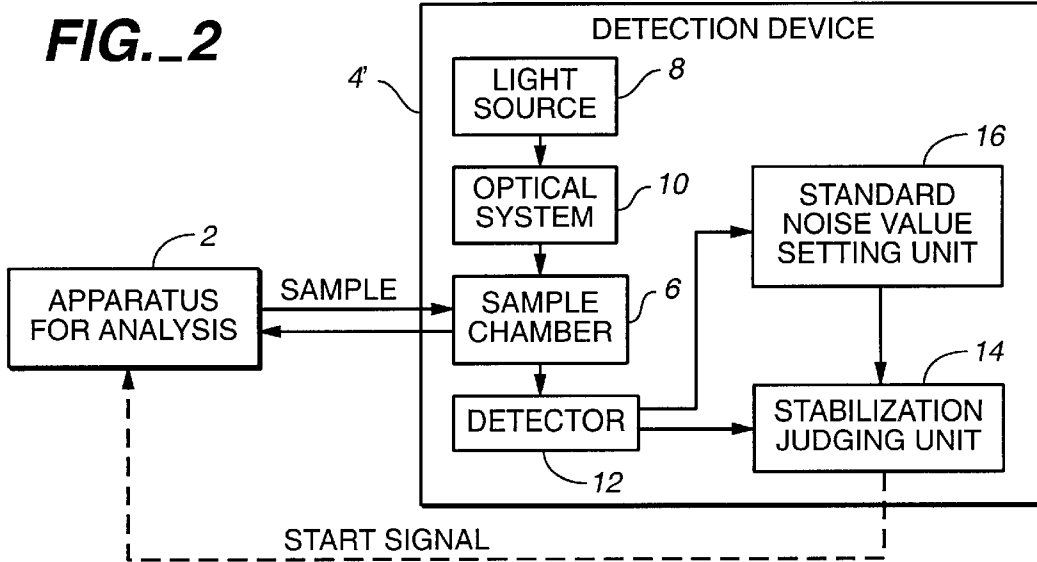 FIG._2
DETECTION DEVICE
4'
LIGHT
SOURCE
8
OPTICAL
SYSTEM
10
16
STANDARD
NOISE VALUE
SETTING UNIT
2
APPARATUS
FOR ANALYSIS
SAMPLE
SAMPLE
CHAMBER
6
DETECTOR
12
14
STABILIZATION
JUDGING UNIT
START SIGNAL